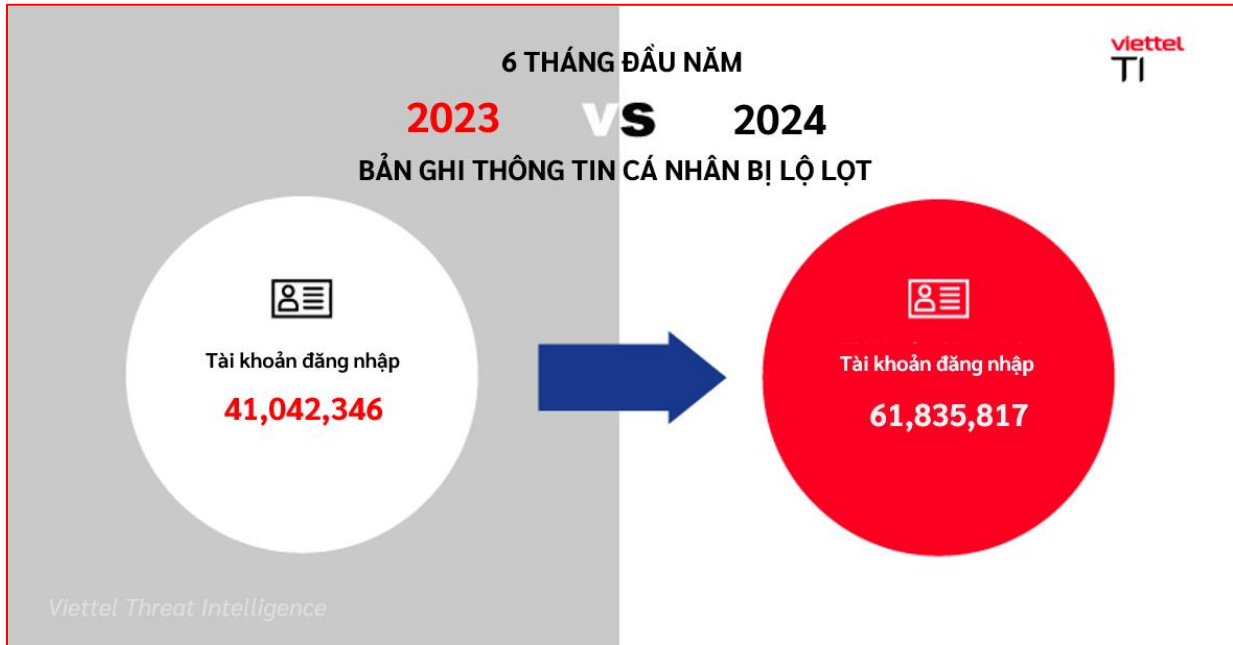 6 THÁNG ĐẦU NĂM
viettel
TI
2023 VS 2024
BẢN GHI THÔNG TIN CÁ NHÂN BỊ LỘ LỌT
Tài khoản đăng nhập
41,042,346
Tài khoản đăng nhập
61,835,817
Viettel Threat Intelligence